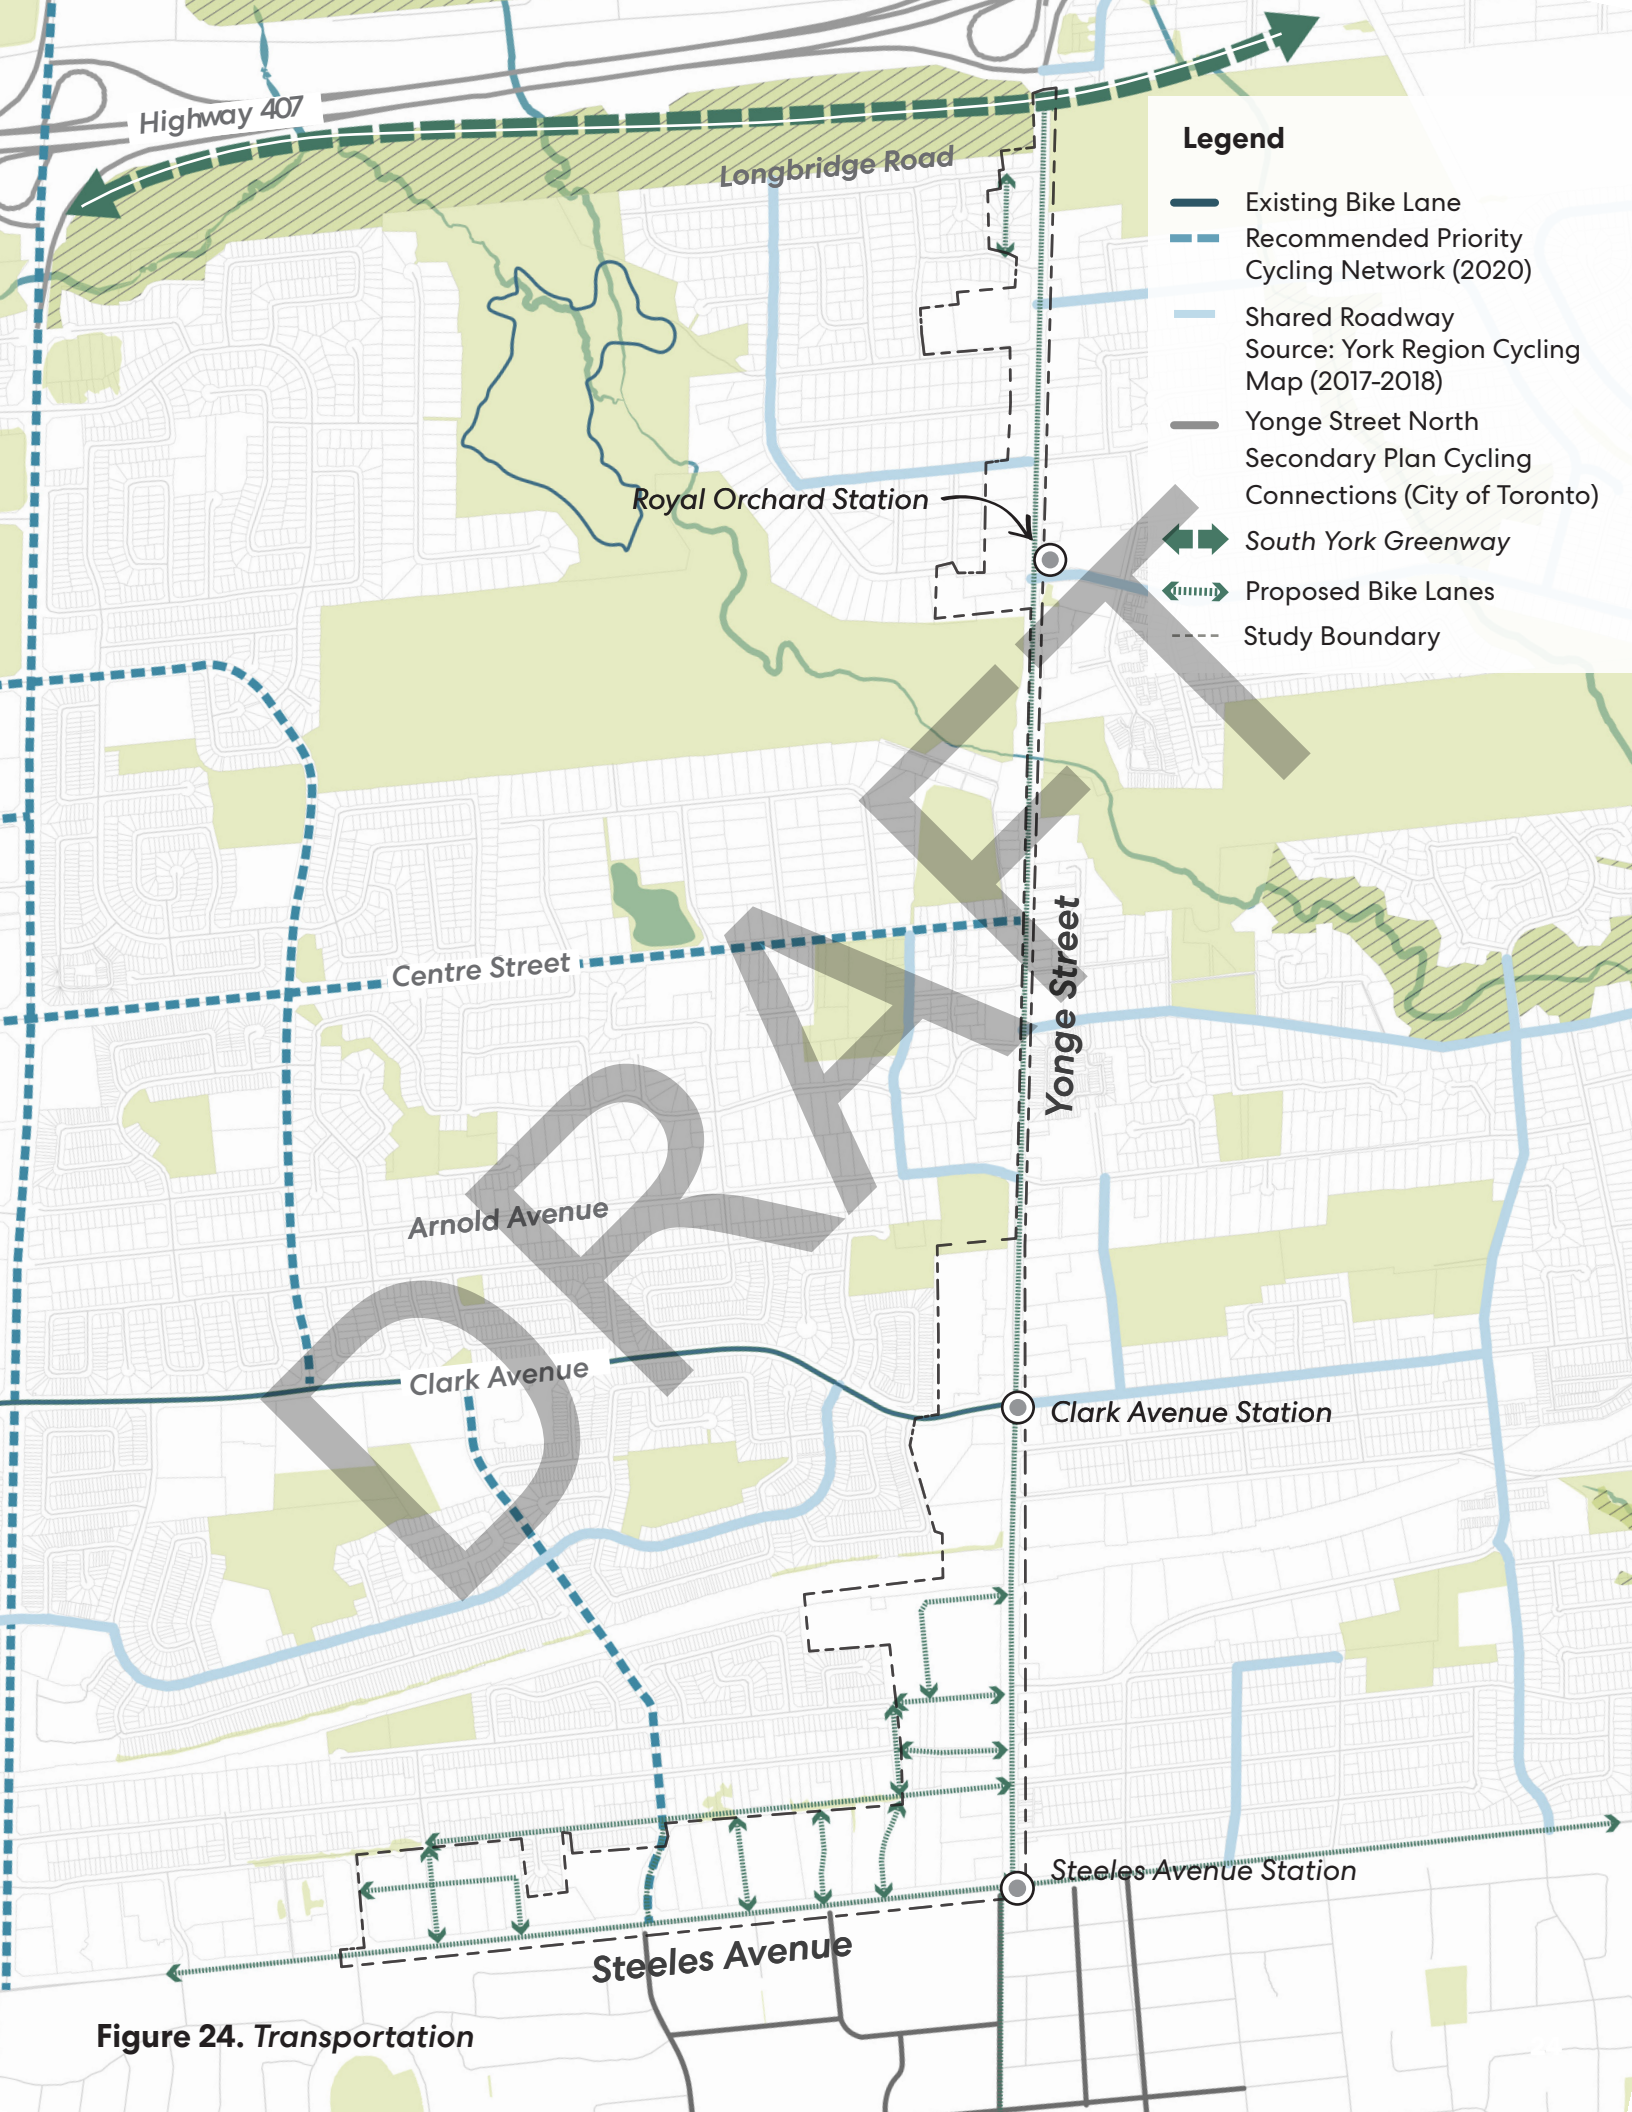 Highway 407
Longbridge Road
Legend
Existing Bike Lane
Recommended Priority
Cycling Network (2020)
Shared Roadway
Source: York Region Cycling
Map (2017-2018)
Yonge Street North
Secondary Plan Cycling
Connections (City of Toronto)
South York Greenway
Proposed Bike Lanes
Study Boundary
Royal Orchard Station
Yonge Street
Centre Street
Arnold Avenue
Clark Avenue
Clark Avenue Station
DRAFT
Steeles Avenue Station
Steeles Avenue
Figure 24. Transportation